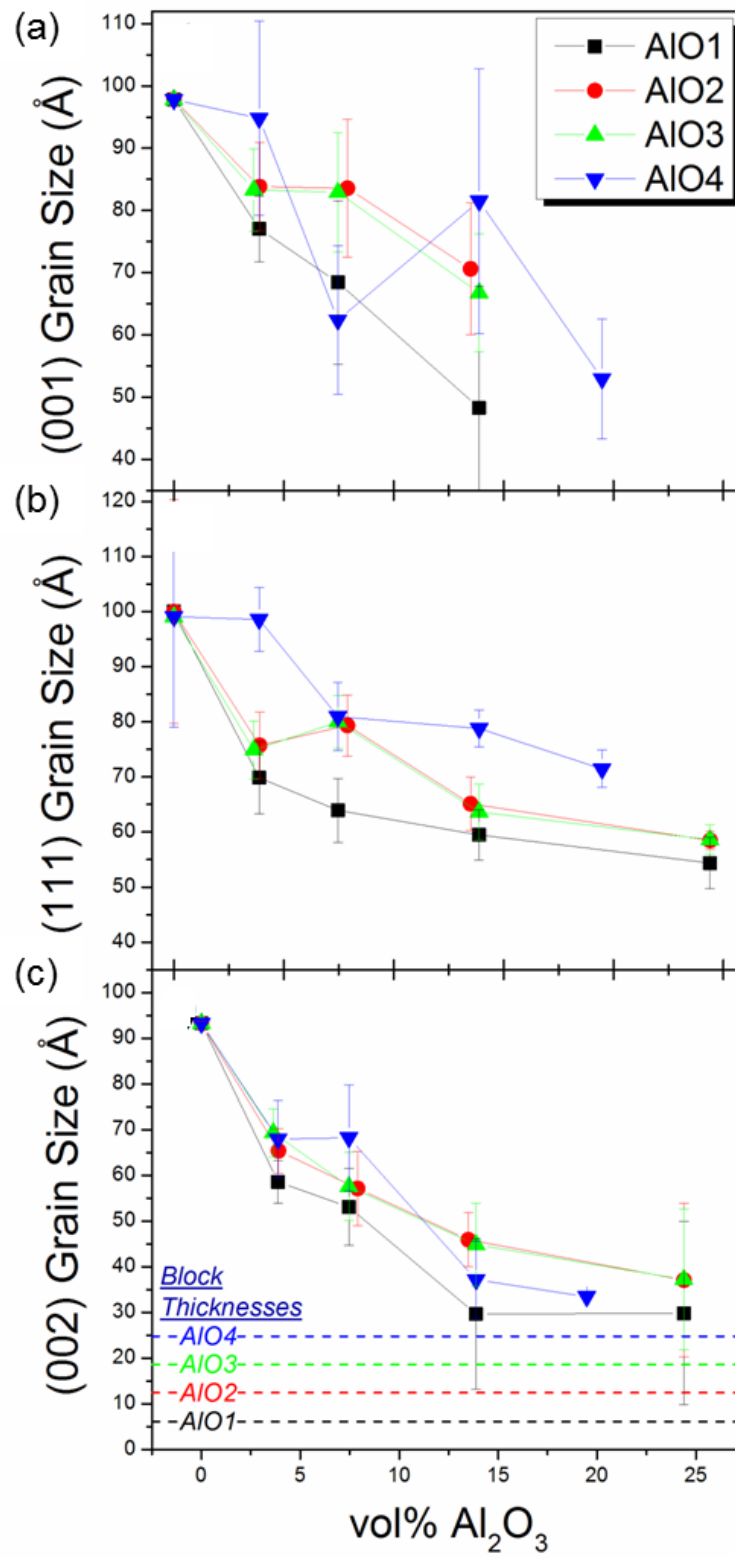 (a)
(001) Grain Size (Å)
110
100
90
80
70
60
50
40
AlO1
AlO2
AlO3
AlO4
(b)
(111) Grain Size (Å)
120
110
100
90
80
70
60
50
40
(c)
(002) Grain Size (Å)
100
90
80
70
60
50
40
30
20
10
0
Block
Thicknesses
AlO4
AlO3
AlO2
AlO1
0 5 10 15 20 25
vol% Al₂O₃